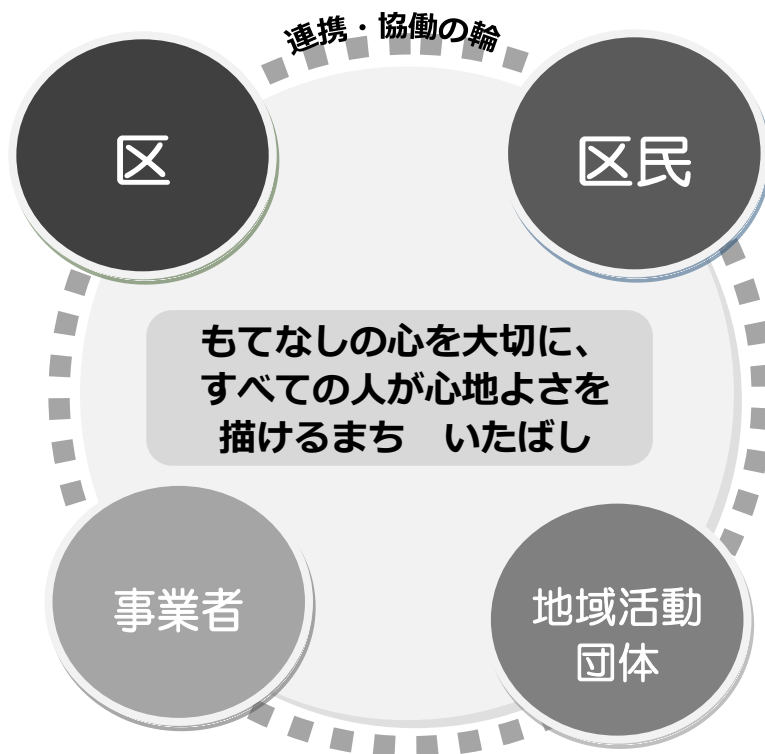 連携・協働の輪
区
区民
もてなしの心を大切に、
すべての人が心地よさを
描けるまち　いたばし
事業者
地域活動
団体